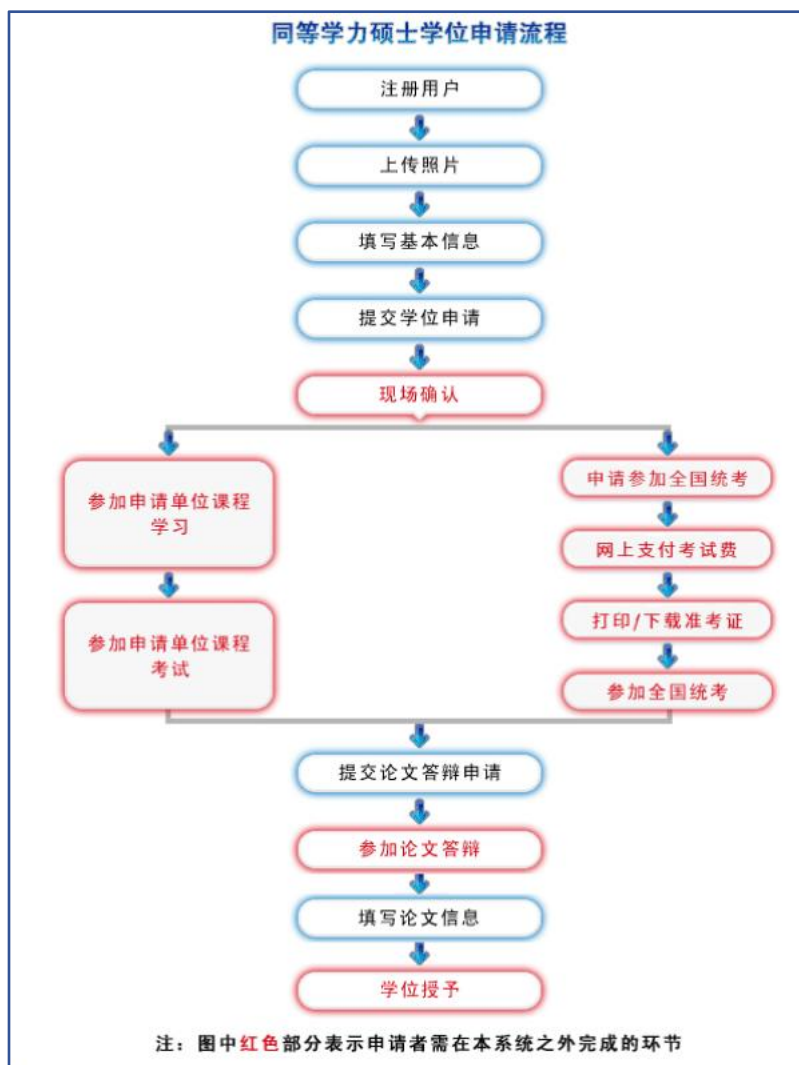 同等学力硕士学位申请流程
注册用户
上传照片
填写基本信息
提交学位申请
现场确认
参加申请单位课程
学习
参加申请单位课程
考试
申请参加全国统考
网上支付考试费
打印/下载准考证
参加全国统考
提交论文答辩申请
参加论文答辩
填写论文信息
学位授予
注：图中红色部分表示申请者需在本系统之外完成的环节